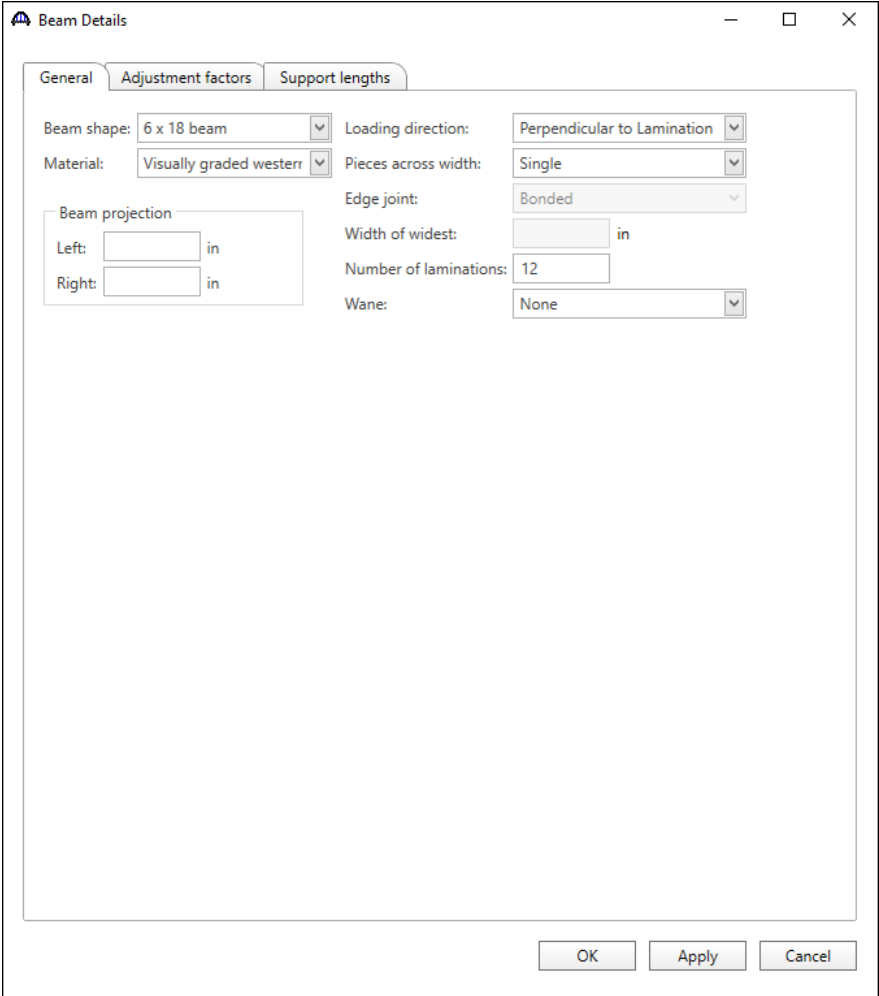 Beam Details
General Adjustment factors Support lengths
Beam shape: 6 x 18 beam Loading direction: Perpendicular to Lamination
Material: Visually graded western Pieces across width: Single
Edge joint: Bonded
Beam projection Width of widest: in
Left: in
Number of laminations: 12
Right: in
Wane: None
OK Apply Cancel